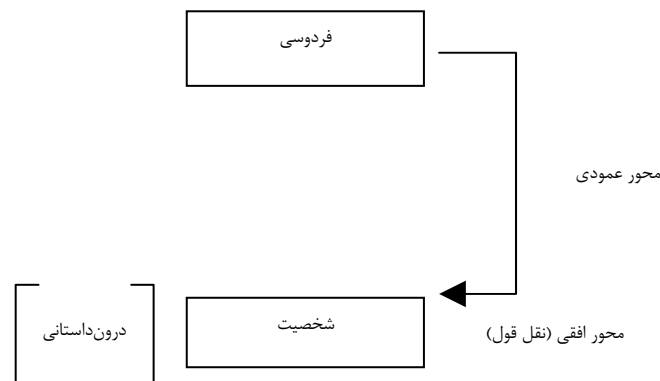 فردوسی
محور عمودی
شخصیت
درون‌داستانی
محور افقی (نقل قول)